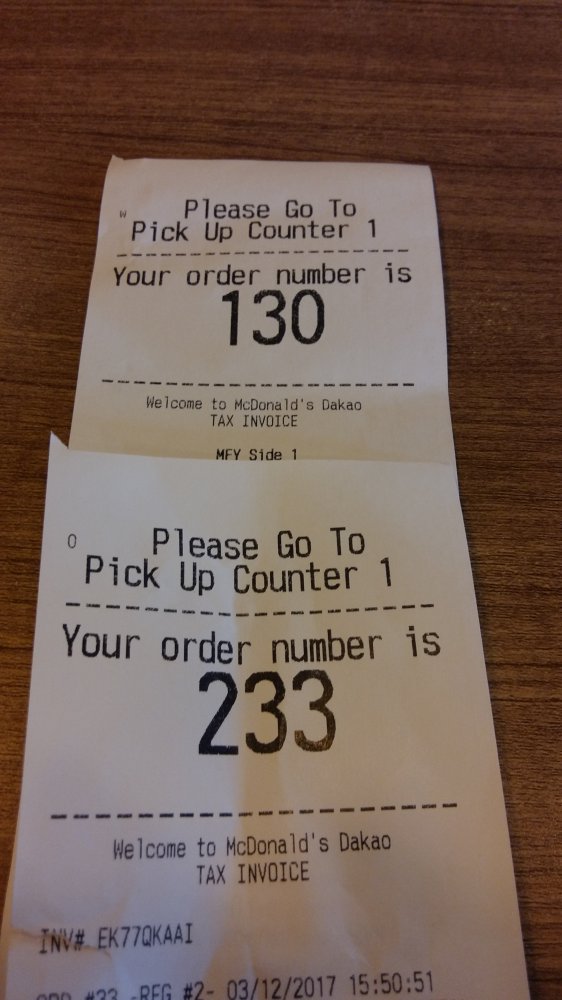 W Please Go To
Pick Up Counter 1
Your order number is
130
Welcome to McDonald's Dakao
TAX INVOICE
MFY Side 1
O Please Go To
Pick Up Counter 1
Your order number is
233
Welcome to McDonald's Dakao
TAX INVOICE
INV# EK77QKAAI
ORD #33 -REG #2- 03/12/2017 15:50:51